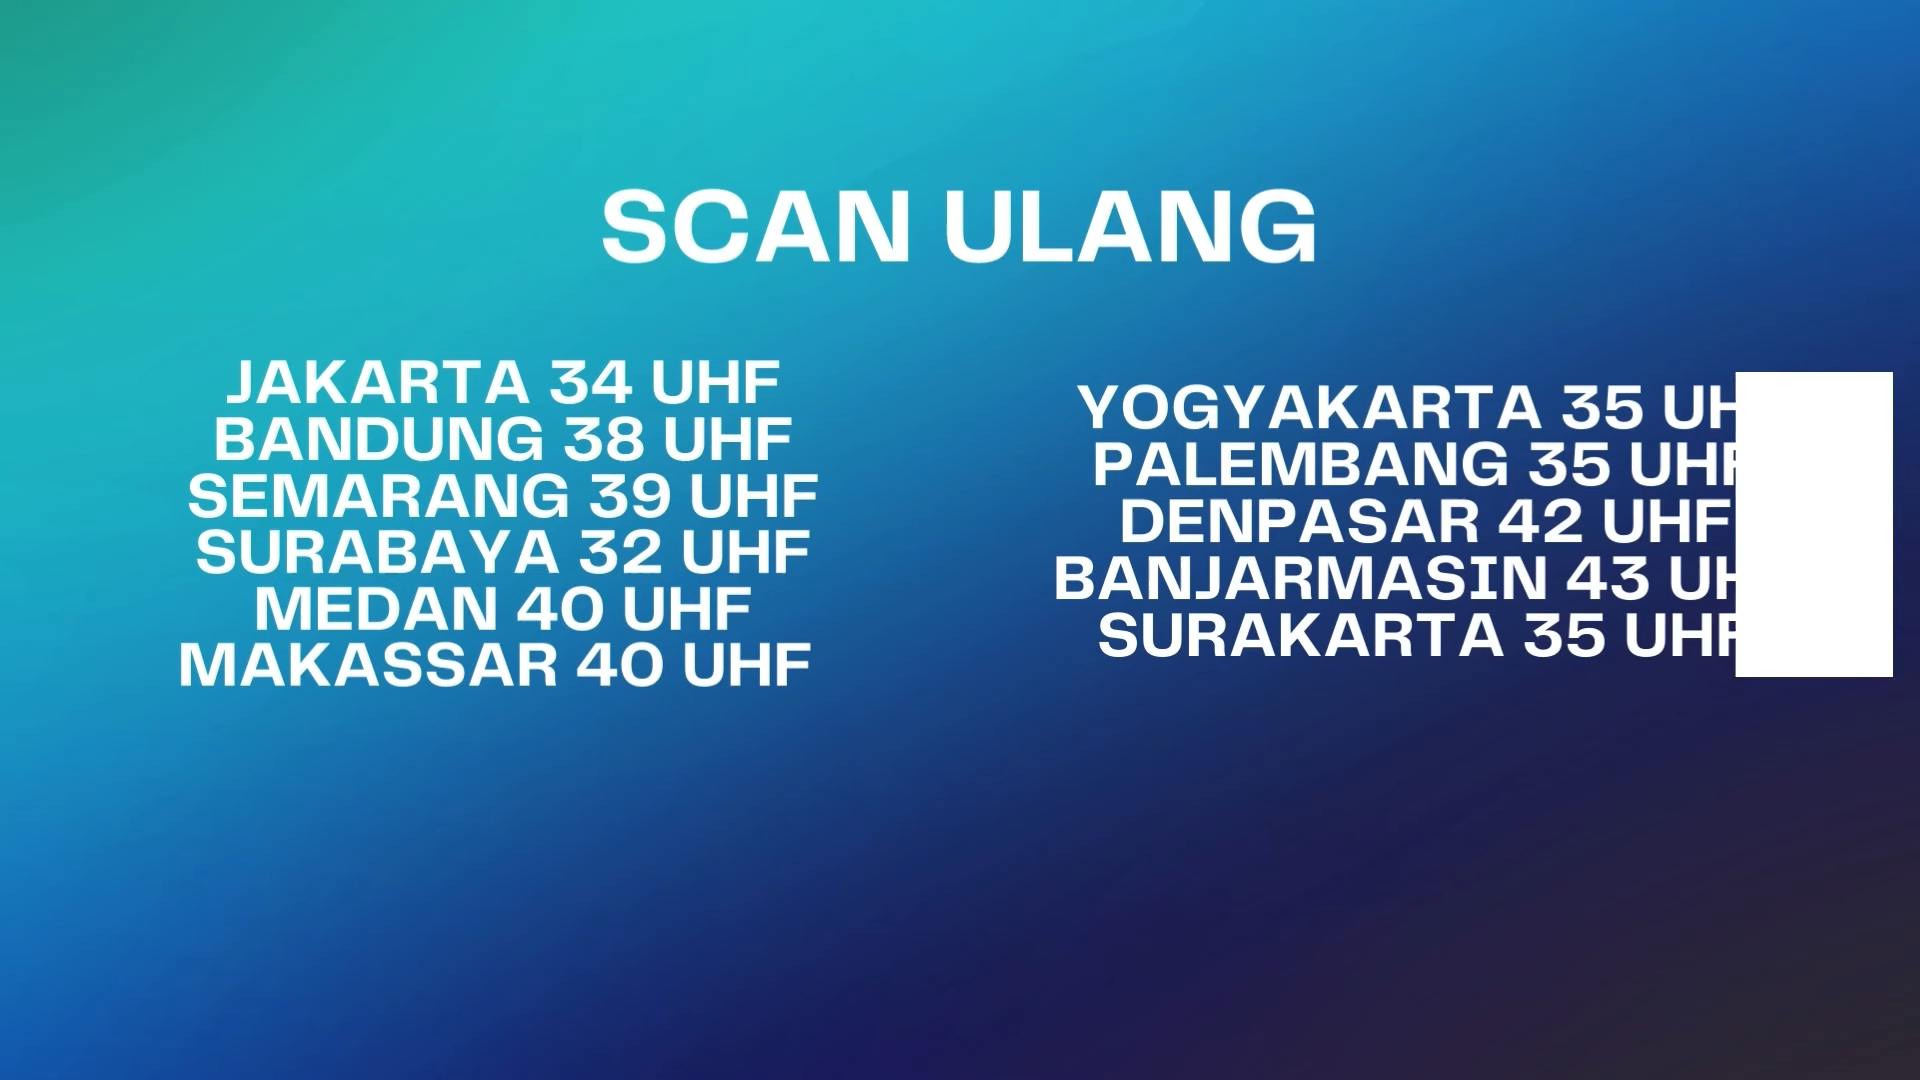 SCAN ULANG
JAKARTA 34 UHF
BANDUNG 38 UHF
SEMARANG 39 UHF
SURABAYA 32 UHF
MEDAN 40 UHF
MAKASSAR 40 UHF
YOGYAKARTA 35
PALEMBANG 35 UHF
DENPASAR 42 UHF
BANJARMASIN 43
SURAKARTA 35 UHF